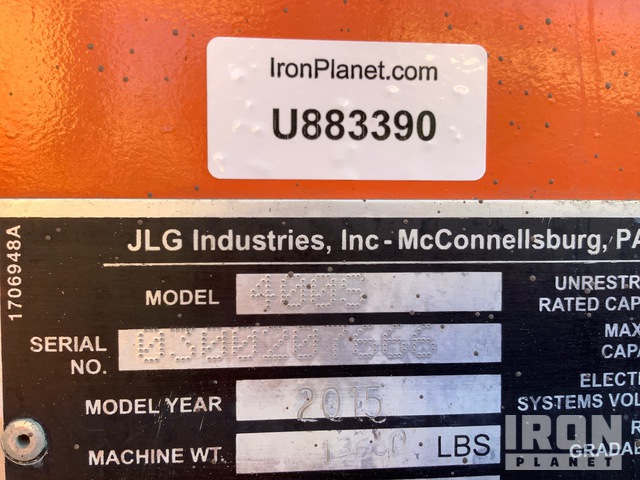 IronPlanet.com
U883390
1706948A
JLG Industries, Inc - McConnellsburg, PA
MODEL 400S
UNRESTR
RATED CAP
SERIAL NO.
MAX
CAPA
MODEL YEAR 2015
ELECT
SYSTEMS VOL
MACHINE WT. LBS
R
GRADAB
IRON
PLANET